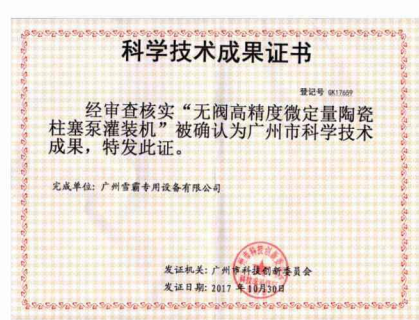 科学技术成果证书
登记号 GK17669
经审查核实“无阀高精度微定量陶瓷
柱塞泵灌装机”被确认为广州市科学技术
成果，特发此证。
完成单位：广州雪霸专用设备有限公司
发证机关：广州市科技创新委员会
发证日期：2017 年10月30日